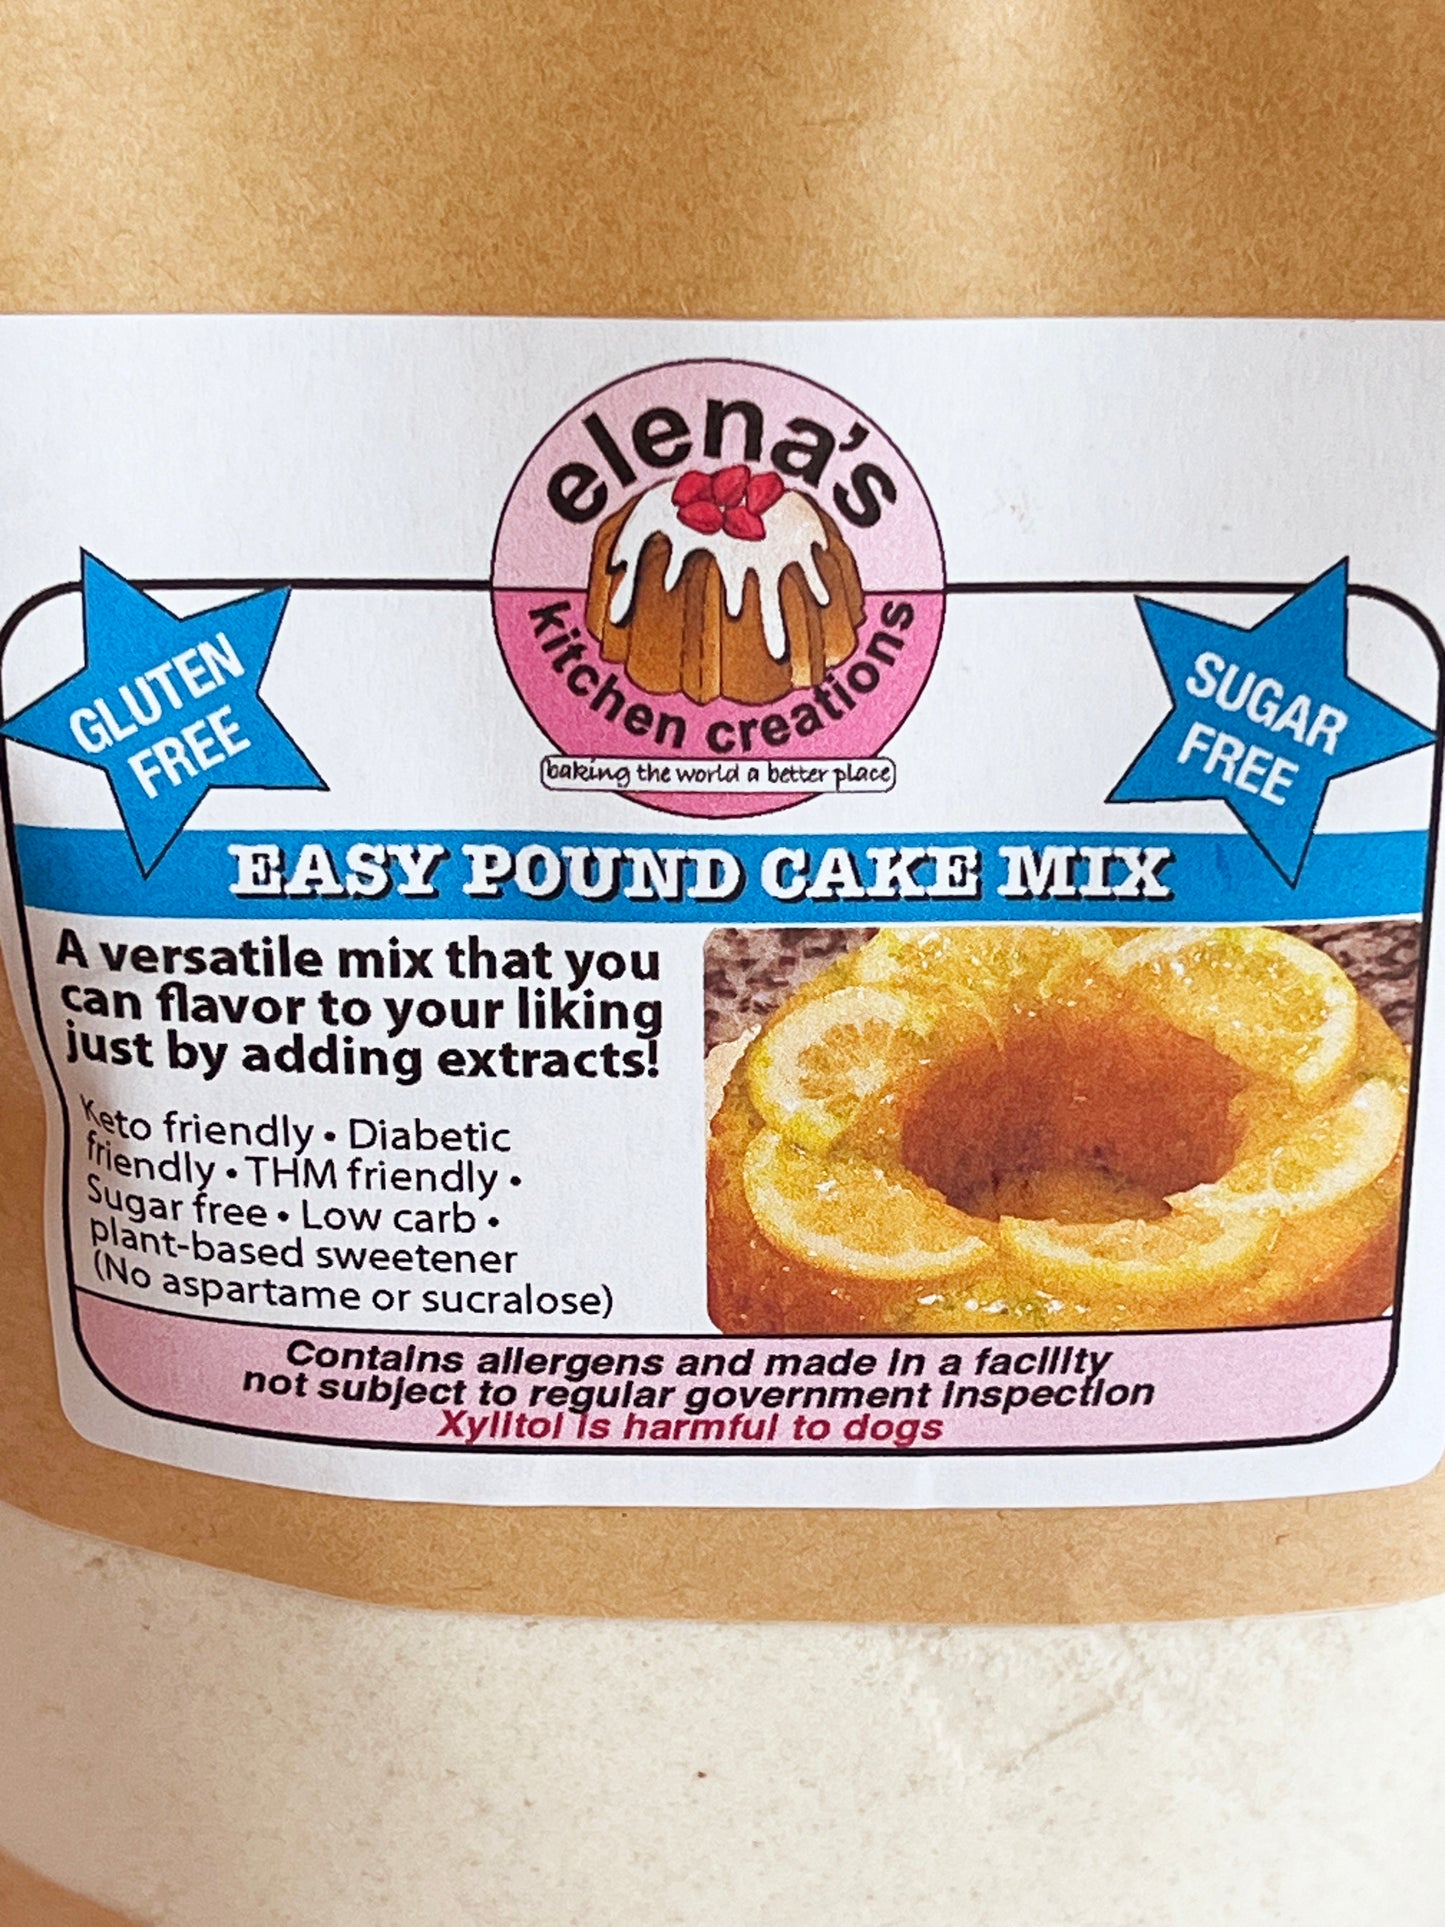 elena's
kitchen creations
baking the world a better place
GLUTEN
FREE
SUGAR
FREE
EASY POUND CAKE MIX
A versatile mix that you
can flavor to your liking
just by adding extracts!
Keto friendly • Diabetic
friendly • THM friendly •
Sugar free • Low carb •
plant-based sweetener
(No aspartame or sucralose)
Contains allergens and made in a facility
not subject to regular government inspection
Xylitol is harmful to dogs